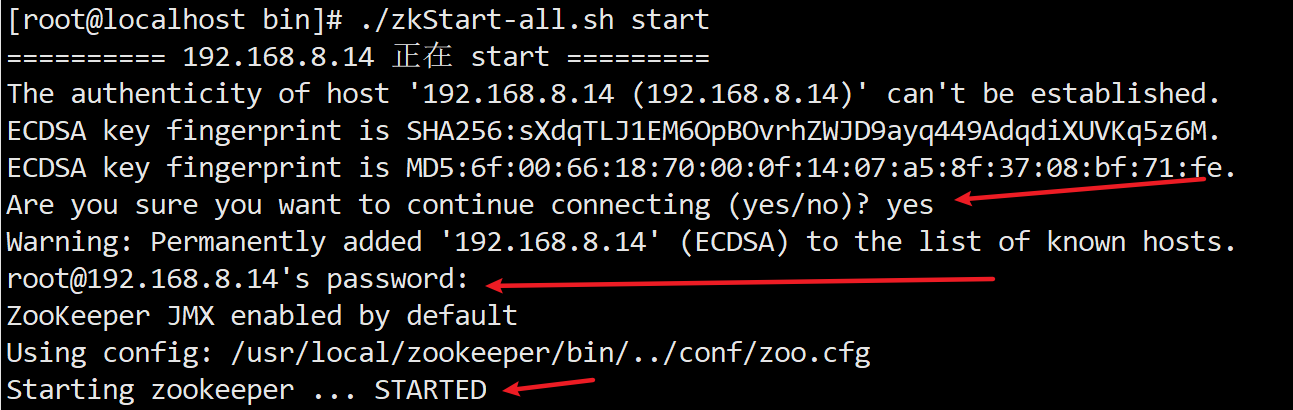 [root@localhost bin]# ./zkStart-all.sh start
========== 192.168.8.14 正在 start =========
The authenticity of host '192.168.8.14 (192.168.8.14)' can't be established.
ECDSA key fingerprint is SHA256:sXdqTLJ1EM6OpBOvrhZWJD9ayq449AdqdiXUVKq5z6M.
ECDSA key fingerprint is MD5:6f:00:66:18:70:00:0f:14:07:a5:8f:37:08:bf:71:fe.
Are you sure you want to continue connecting (yes/no)? yes
Warning: Permanently added '192.168.8.14' (ECDSA) to the list of known hosts.
root@192.168.8.14's password:
ZooKeeper JMX enabled by default
Using config: /usr/local/zookeeper/bin/../conf/zoo.cfg
Starting zookeeper ... STARTED